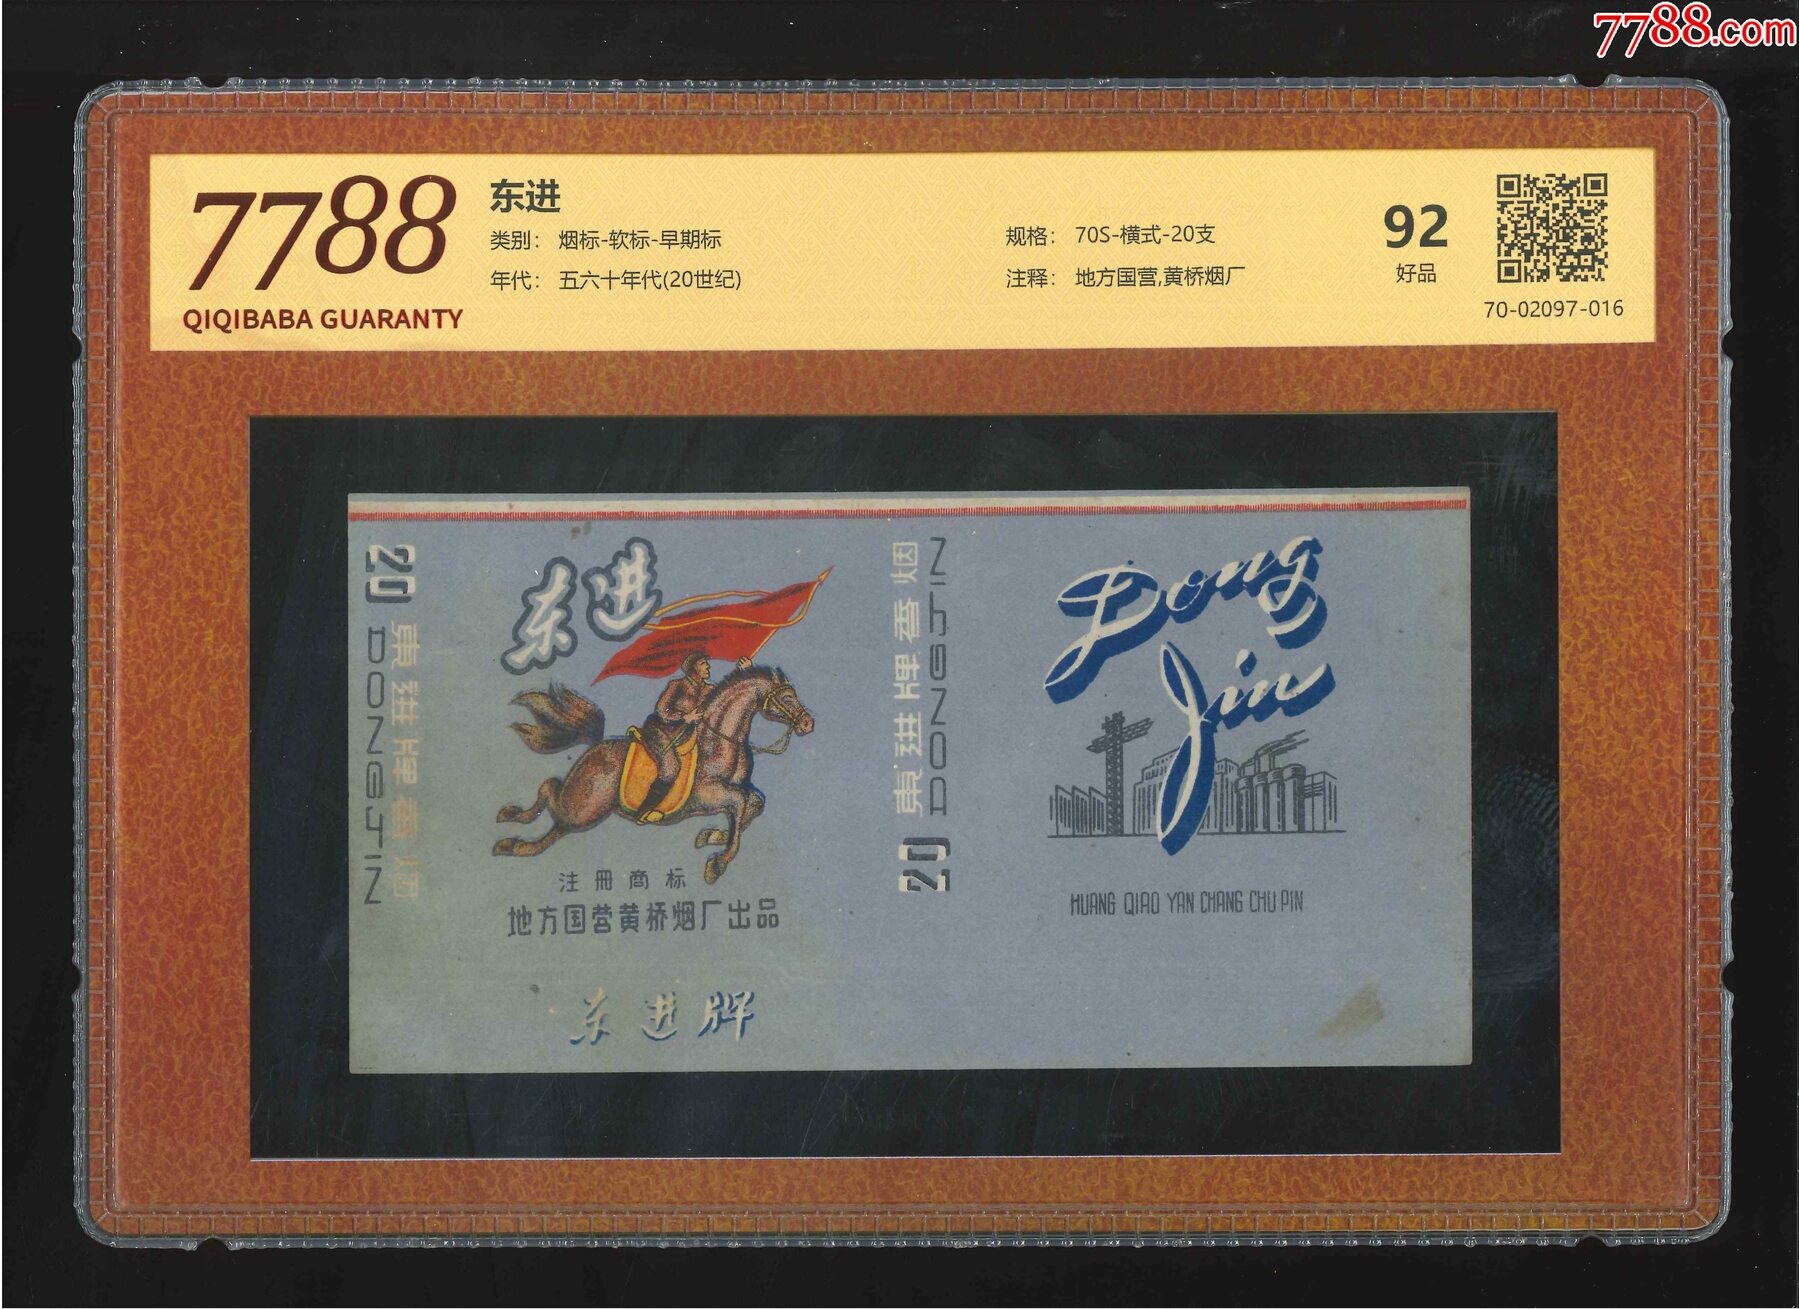 7788.com
7788
QIQIBABA GUARANTY
东进
类别： 烟标-软标-早期标
年代： 五六十年代(20世纪)
规格： 70S-横式-20支
注释： 地方国营,黄桥烟厂
92
好品
70-02097-016
20 東進牌香烟
DONGJIN
东进
注册商标
地方国营黄桥烟厂出品
东进牌
20 東進牌香烟
DONGJIN
Dong
Jin
HUANG QIAO YAN CHANG CHU PIN